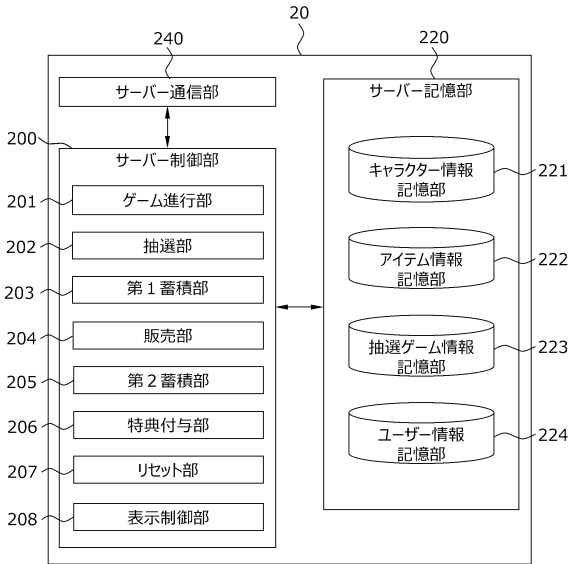 20
240
サーバー通信部
200
サーバー制御部
201
ゲーム進行部
202
抽選部
203
第1蓄積部
204
販売部
205
第2蓄積部
206
特典付与部
207
リセット部
208
表示制御部
220
サーバー記憶部
キャラクター情報
記憶部
221
アイテム情報
記憶部
222
抽選ゲーム情報
記憶部
223
ユーザー情報
記憶部
224